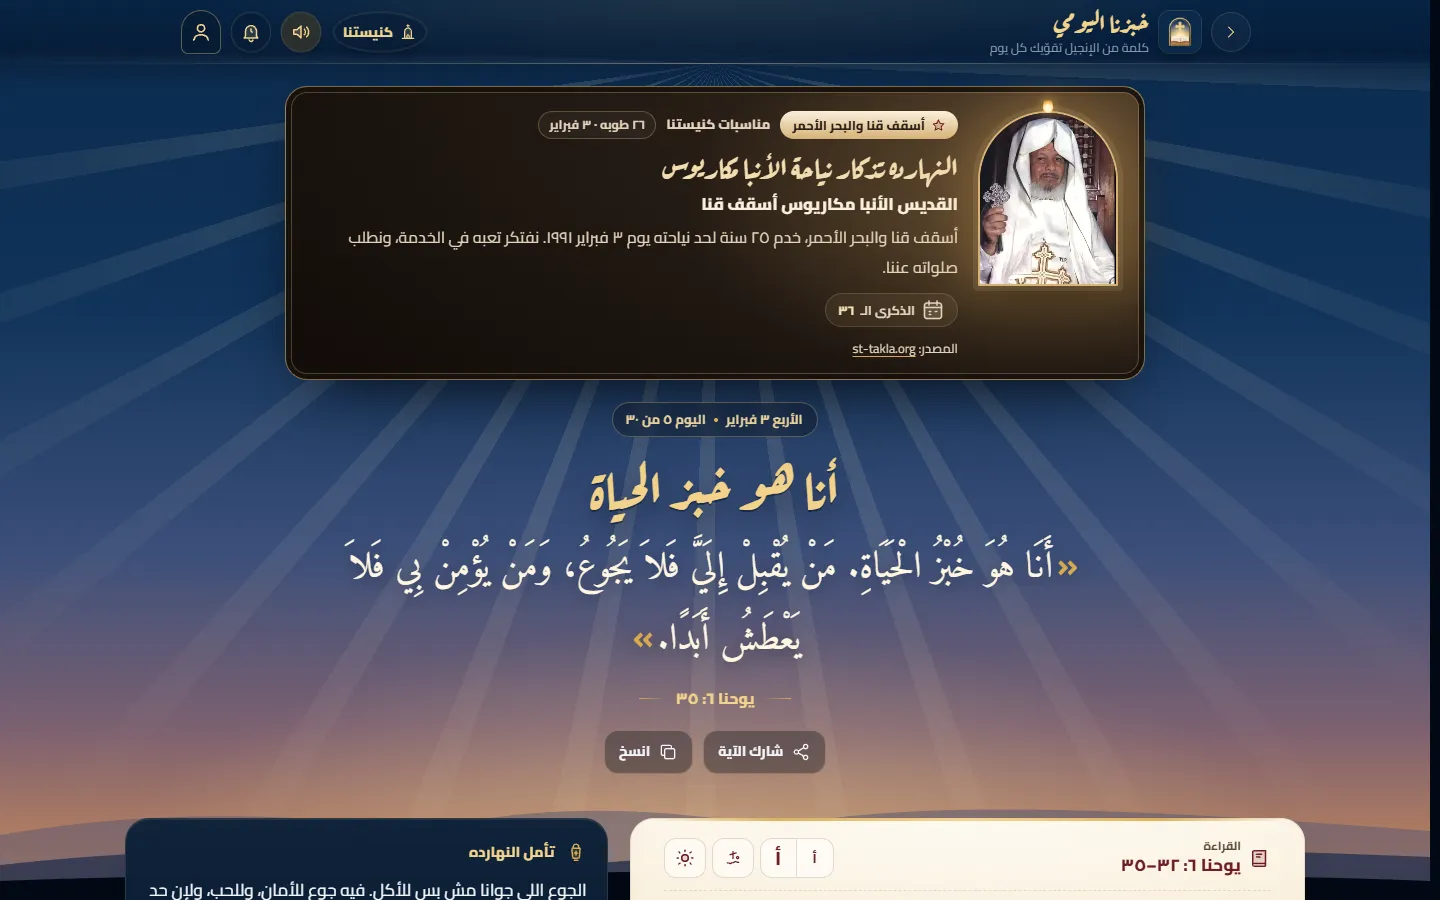 خبزنا اليومي
كلمة من الإنجيل تقوّيك كل يوم
كنيستنا
أسقف قنا والبحر الأحمر
مناسبات كنيستنا
٢٦ طوبه · ٣ فبراير
النهارده تذكار نياحة الأنبا مكاريوس
القديس الأنبا مكاريوس أسقف قنا
أسقف قنا والبحر الأحمر، خدم ٢٥ سنة لحد نياحته يوم ٣ فبراير ١٩٩١. نفتكر تعبه في الخدمة، ونطلب
صلواته عننا.
الذكرى الـ ٣٦
المصدر: st-takla.org
الأربع ٣ فبراير • اليوم ٥ من ٣٠
أنا هو خبز الحياة
«أَنَا هُوَ خُبْزُ الْحَيَاةِ. مَنْ يُقْبِلْ إِلَيَّ فَلاَ يَجُوعُ، وَمَنْ يُؤْمِنْ بِي فَلاَ
يَعْطَشُ أَبَدًا.»
يوحنا ٦: ٣٥
شارك الآية
انسخ
القراءة
يوحنا ٦: ٣٢–٣٥
أ
أ
تأمل النهارده
الجوع اللي جوانا مش بس للأكل. فيه جوع للأمان، وللحب، ولإن حد